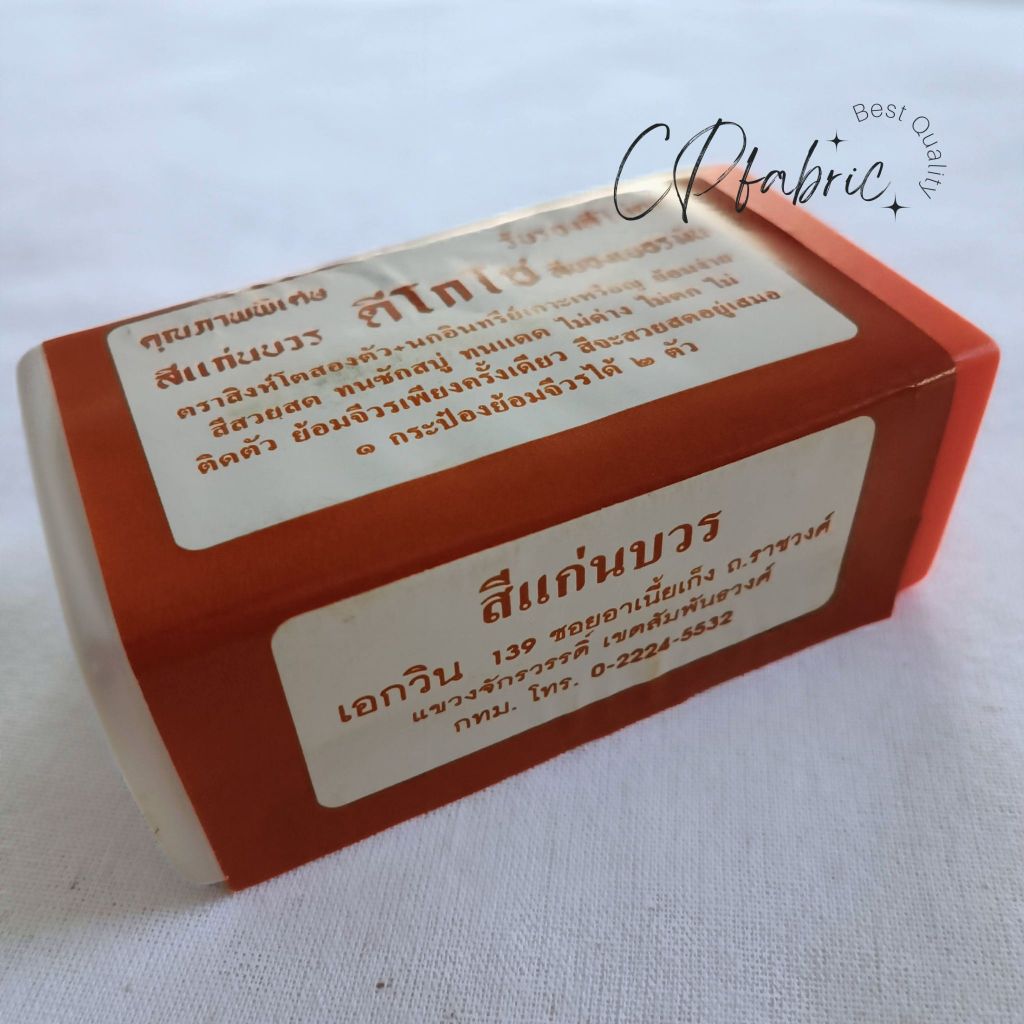 CPfabric
Best Quality
คุณภาพพิเศษ
สีแก่นบวร ดีโกโซ่
ตราสิงห์โตสองตัว+นกอินทรีย์เกาะเหรียญ ย้อมง่าย
สีสวยสด ทนซักสบู่ ทนแดด ไม่ด่าง ไม่ตก ไม่
ติดตัว ย้อมจีวรเพียงครั้งเดียว สีจะสวยสดอยู่เสมอ
๑ กระป๋องย้อมจีวรได้ ๒ ตัว
สีแก่นบวร
เอกวิน 139 ซอยอาเนี้ยเก็ง ถ.ราชวงศ์
แขวงจักรวรรดิ์ เขตสัมพันธวงศ์
กทม. โทร. 0-2224-5532